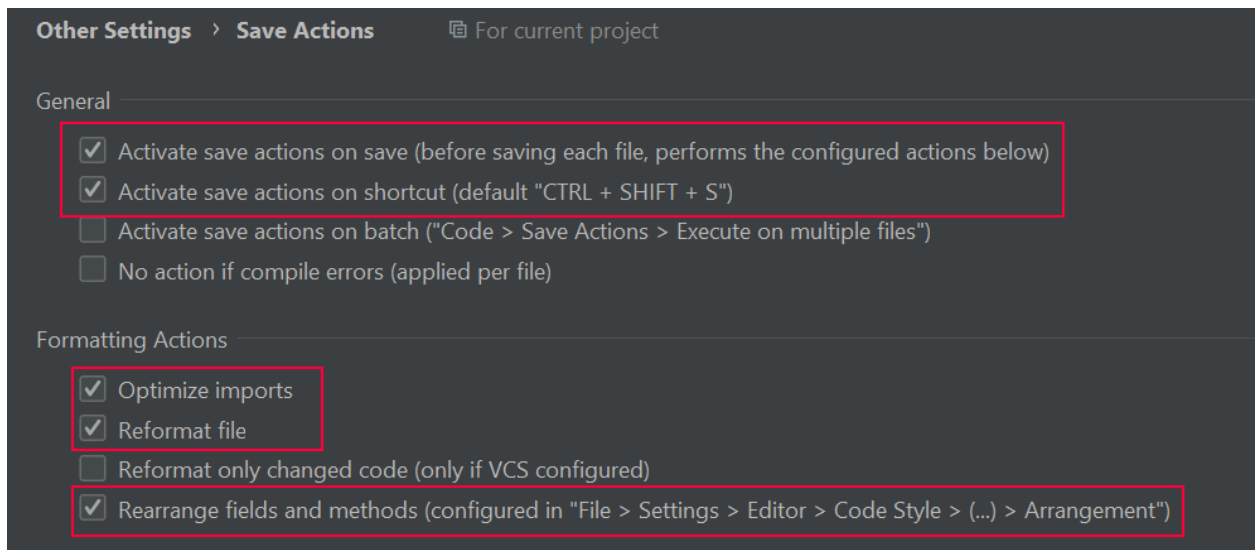 Other Settings › Save Actions For current project
General
Activate save actions on save (before saving each file, performs the configured actions below)
Activate save actions on shortcut (default "CTRL + SHIFT + S")
Activate save actions on batch ("Code > Save Actions > Execute on multiple files")
No action if compile errors (applied per file)
Formatting Actions
Optimize imports
Reformat file
Reformat only changed code (only if VCS configured)
Rearrange fields and methods (configured in "File > Settings > Editor > Code Style > (...) > Arrangement")